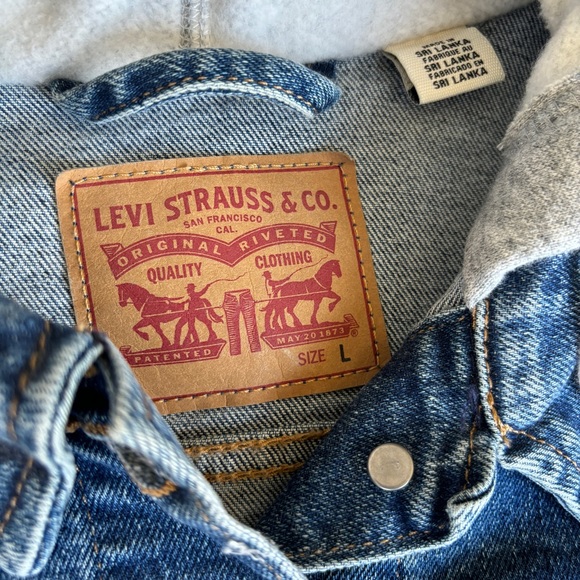 MADE IN
SRI LANKA
FABRIQUE AU
SRI LANKA
FABRICADO EN
SRI LANKA
LEVI STRAUSS & CO.
SAN FRANCISCO
CAL.
ORIGINAL RIVETED
QUALITY CLOTHING
PATENTED MAY 20 1873 ®
SIZE L